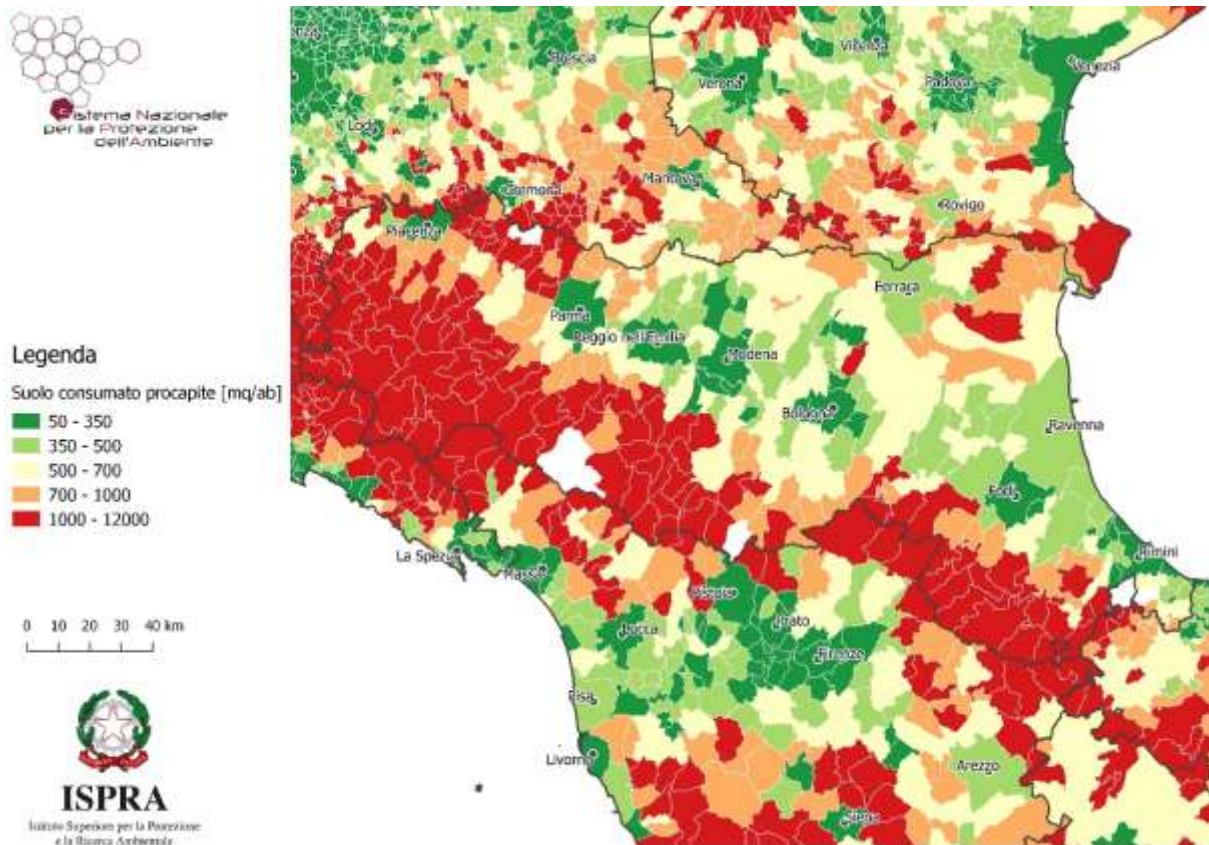 Sistema Nazionale
per la Protezione
dell'Ambiente
Legenda
Suolo consumato procapite [mq/ab]
50 - 350
350 - 500
500 - 700
700 - 1000
1000 - 12000
0 10 20 30 40 km
ISPRA
Istituto Superiore per la Protezione
e la Ricerca Ambientale
Brescia
Vicenza
Venezia
Verona
Padova
Lodi
Mantova
Cremona
Rovigo
Piacenza
Ferrara
Parma
Reggio nell'Emilia
Modena
Bologna
Ravenna
Forlì
La Spezia
Rimini
Massa
Pistoia
Prato
Lucca
Firenze
Pisa
Livorno
Arezzo
Siena